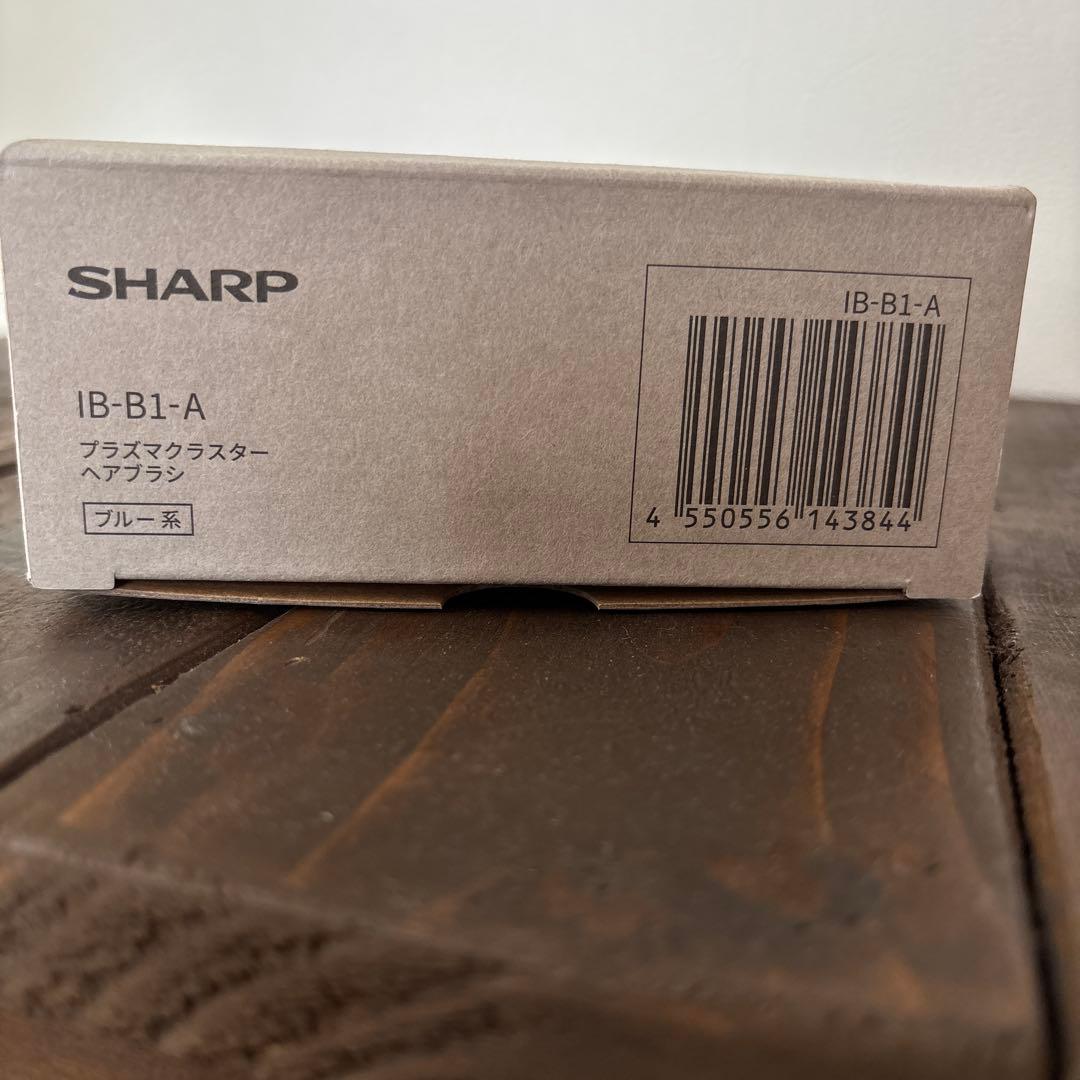 SHARP
IB-B1-A
プラズマクラスター
ヘアブラシ
ブルー系
IB-B1-A
4 550556 143844